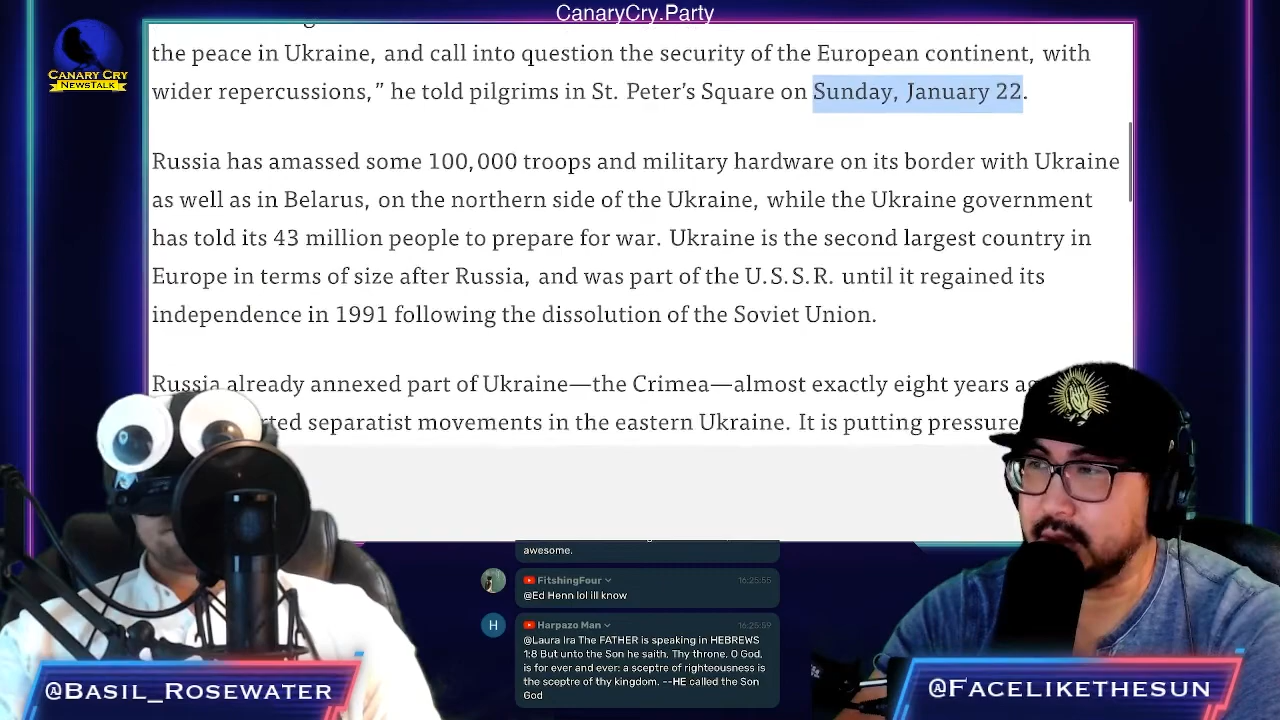 CanaryCry.Party
CANARY CRY
NEWSTALK
the peace in Ukraine, and call into question the security of the European continent, with
wider repercussions,” he told pilgrims in St. Peter’s Square on Sunday, January 22.
Russia has amassed some 100,000 troops and military hardware on its border with Ukraine
as well as in Belarus, on the northern side of the Ukraine, while the Ukraine government
has told its 43 million people to prepare for war. Ukraine is the second largest country in
Europe in terms of size after Russia, and was part of the U.S.S.R. until it regained its
independence in 1991 following the dissolution of the Soviet Union.
Russia already annexed part of Ukraine—the Crimea—almost exactly eight years
separatist movements in the eastern Ukraine. It is putting pressure
awesome.
FitshingFour 16:25:55
@Ed Henn lol ill know
H
Harpazo Man 16:25:59
@Laura Ira The FATHER is speaking in HEBREWS
1:8 But unto the Son he saith, Thy throne, O God,
is for ever and ever: a sceptre of righteousness is
the sceptre of thy kingdom. --HE called the Son
God
@BASIL_ROSEWATER
@FACELIKETHESUN